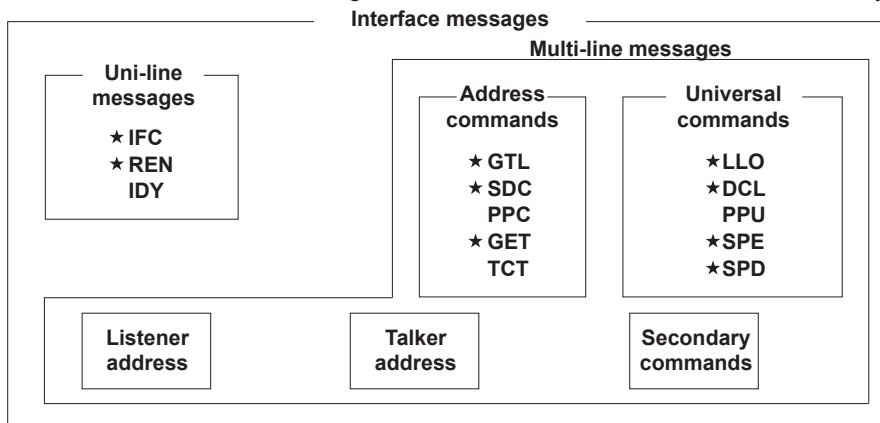 Interface messages
Multi-line messages
Uni-line
messages
★ IFC
★ REN
IDY
Address
commands
★ GTL
★ SDC
PPC
★ GET
TCT
Universal
commands
★ LLO
★ DCL
PPU
★ SPE
★ SPD
Listener
address
Talker
address
Secondary
commands